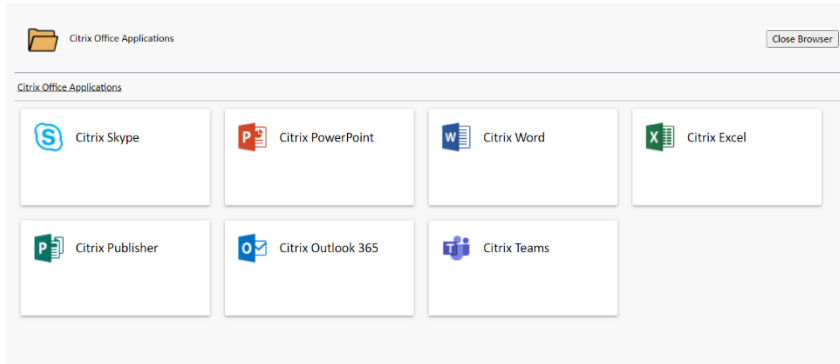 Citrix Office Applications
Close Browser
Citrix Office Applications
Citrix Skype
Citrix PowerPoint
Citrix Word
Citrix Excel
Citrix Publisher
Citrix Outlook 365
Citrix Teams